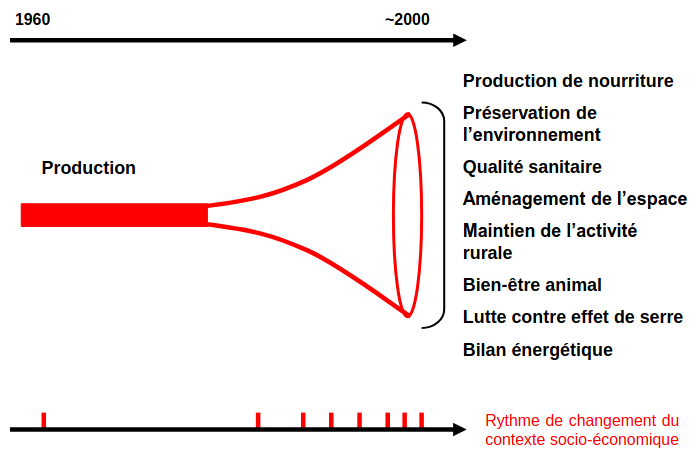 1960
~2000
Production
Production de nourriture
Préservation de
l'environnement
Qualité sanitaire
Aménagement de l'espace
Maintien de l'activité
rurale
Bien-être animal
Lutte contre effet de serre
Bilan énergétique
Rythme de changement du
contexte socio-économique